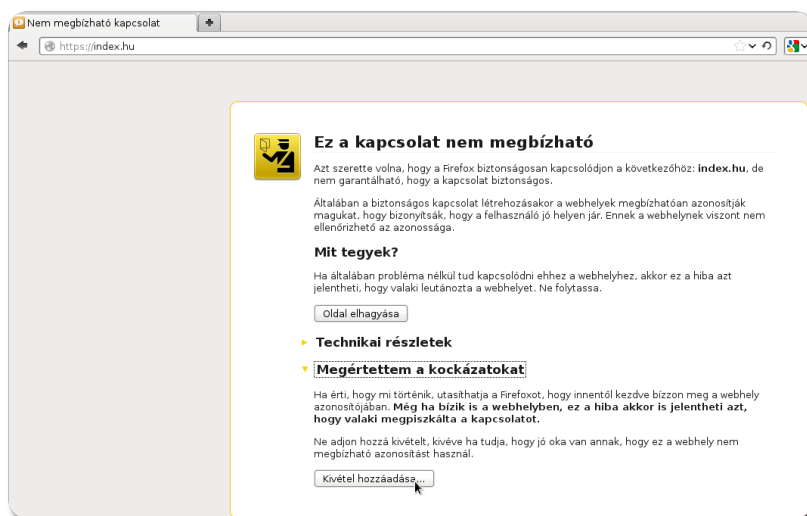 Nem megbízható kapcsolat
https://index.hu
Ez a kapcsolat nem megbízható
Azt szerette volna, hogy a Firefox biztonságosan kapcsolódjon a következőhöz: index.hu, de
nem garantálható, hogy a kapcsolat biztonságos.
Általában a biztonságos kapcsolat létrehozásakor a webhelyek megbízhatóan azonosítják
magukat, hogy bizonyítsák, hogy a felhasználó jó helyen jár. Ennek a webhelynek viszont nem
ellenőrizhető az azonossága.
Mit tegyek?
Ha általában probléma nélkül tud kapcsolódni ehhez a webhelyhez, akkor ez a hiba azt
jelentheti, hogy valaki leutánozta a webhelyet. Ne folytassa.
Oldal elhagyása
Technikai részletek
Megértettem a kockázatokat
Ha érti, hogy mi történik, utasíthatja a Firefoxot, hogy innentől kezdve bízzon meg a webhely
azonosítójában. Még ha bízik is a webhelyben, ez a hiba akkor is jelentheti azt,
hogy valaki megpiszkálta a kapcsolatot.
Ne adjon hozzá kivételt, kivéve ha tudja, hogy jó oka van annak, hogy ez a webhely nem
megbízható azonosítást használ.
Kivétel hozzáadása...